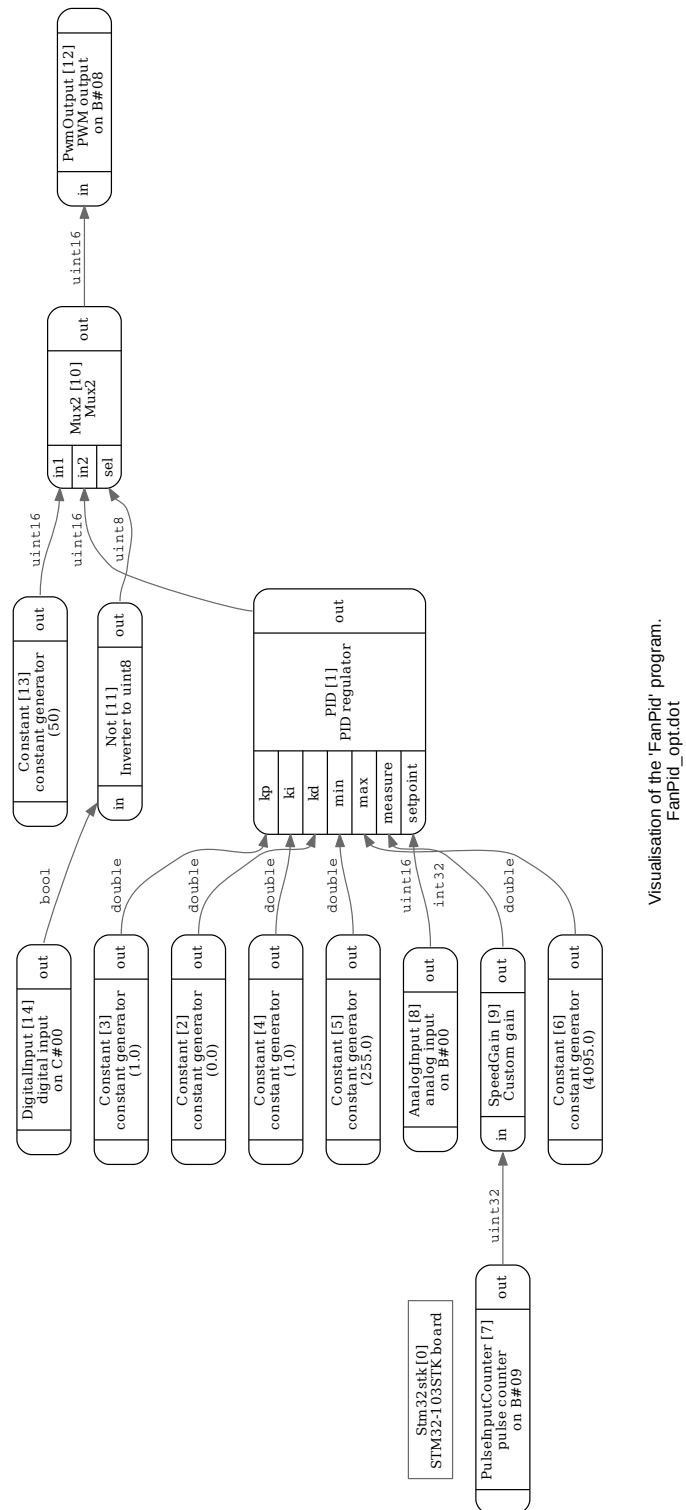 PwmOutput [12]
PWM output
on B#08
in
uint16
out
Mux2 [10]
Mux2
in1
in2
sel
uint16
uint16
uint8
out
Constant [13]
constant generator
(50)
out
Not [11]
Inverter to uint8
in
out
PID [1]
PID regulator
kp
ki
kd
min
max
measure
setpoint
bool
double
double
double
double
uint16
int32
double
out
DigitalInput [14]
digital input
on C#00
out
Constant [3]
constant generator
(1.0)
out
Constant [2]
constant generator
(0.0)
out
Constant [4]
constant generator
(1.0)
out
Constant [5]
constant generator
(255.0)
out
AnalogInput [8]
analog input
on B#00
out
SpeedGain [9]
Custom gain
in
out
Constant [6]
constant generator
(4095.0)
uint32
Stm32stk [0]
STM32-103STK board
out
PulseInputCounter [7]
pulse counter
on B#09
Visualisation of the 'FanPid' program.
FanPid_opt.dot